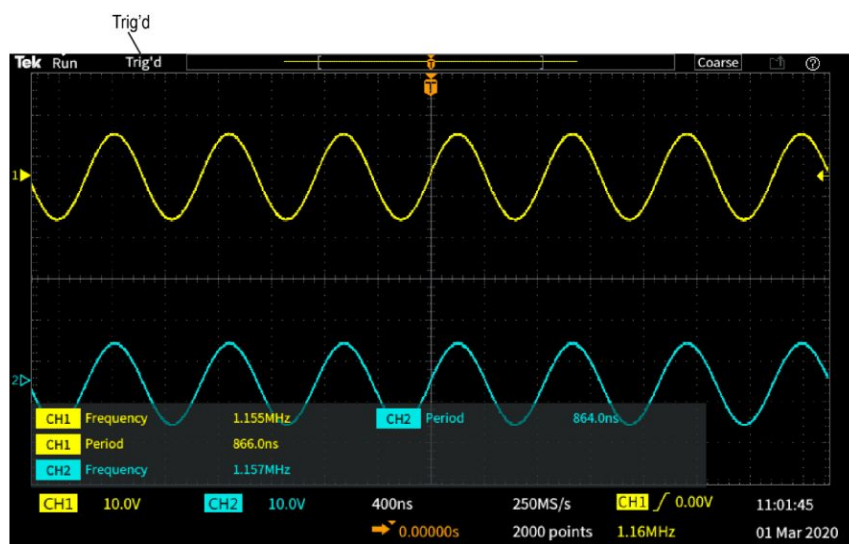 Trig'd
Tek Run Trig'd T Coarse ?
T
1
2
CH1 Frequency 1.155MHz CH2 Period 864.0ns
CH1 Period 866.0ns
CH2 Frequency 1.157MHz
CH1 10.0V CH2 10.0V 400ns 250MS/s CH1 0.00V 11:01:45
0.00000s 2000 points 1.16MHz 01 Mar 2020